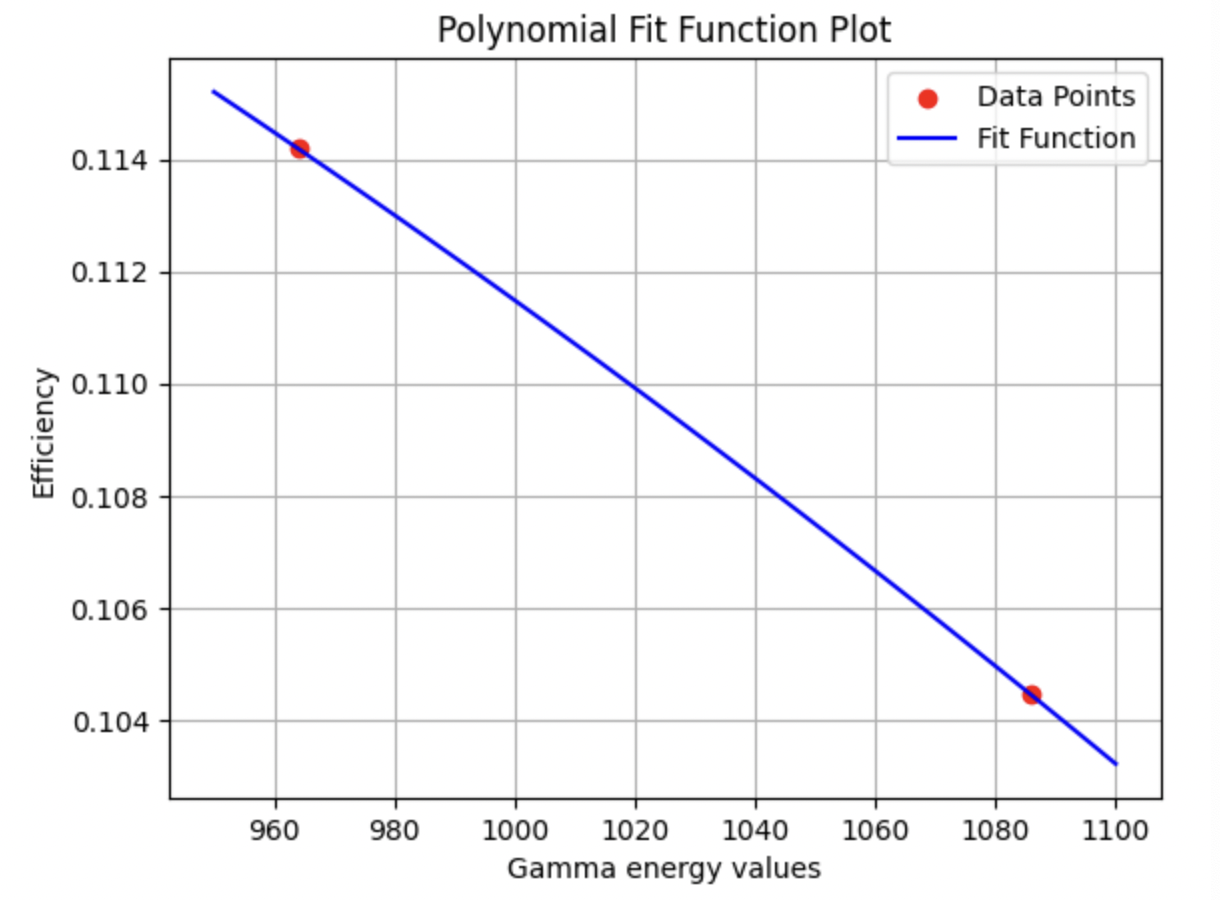 Polynomial Fit Function Plot
Data Points
Fit Function
0.114
0.112
0.110
0.108
0.106
0.104
Efficiency
960 980 1000 1020 1040 1060 1080 1100
Gamma energy values